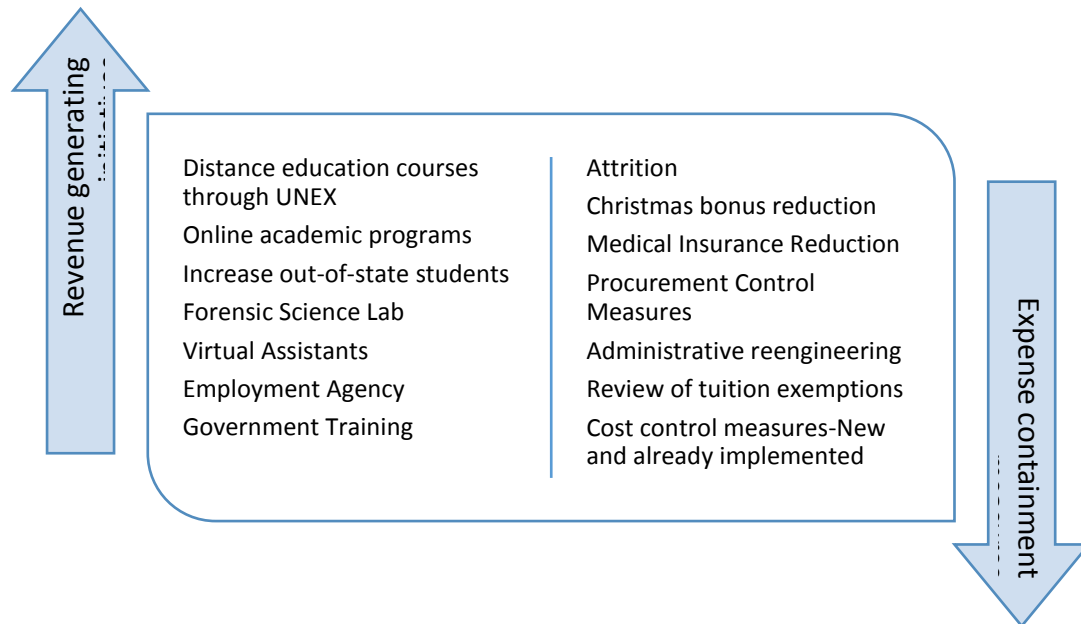 Revenue generating
Distance education courses
through UNEX
Online academic programs
Increase out-of-state students
Forensic Science Lab
Virtual Assistants
Employment Agency
Government Training
Attrition
Christmas bonus reduction
Medical Insurance Reduction
Procurement Control
Measures
Administrative reengineering
Review of tuition exemptions
Cost control measures-New
and already implemented
Expense containment